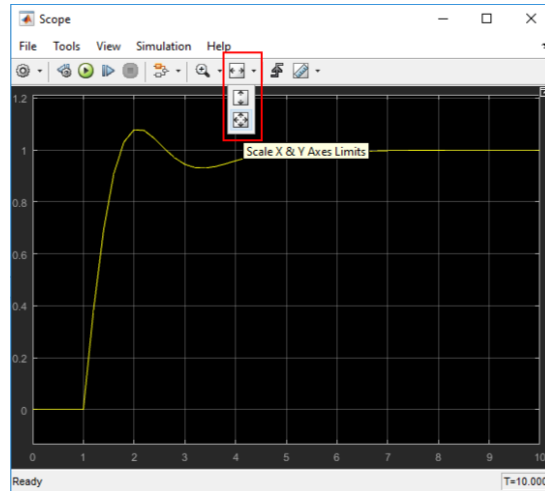 Scope
File Tools View Simulation Help
Scale X & Y Axes Limits
1.2
1
0.8
0.6
0.4
0.2
0
0 1 2 3 4 5 6 7 8 9 10
Ready T=10.000